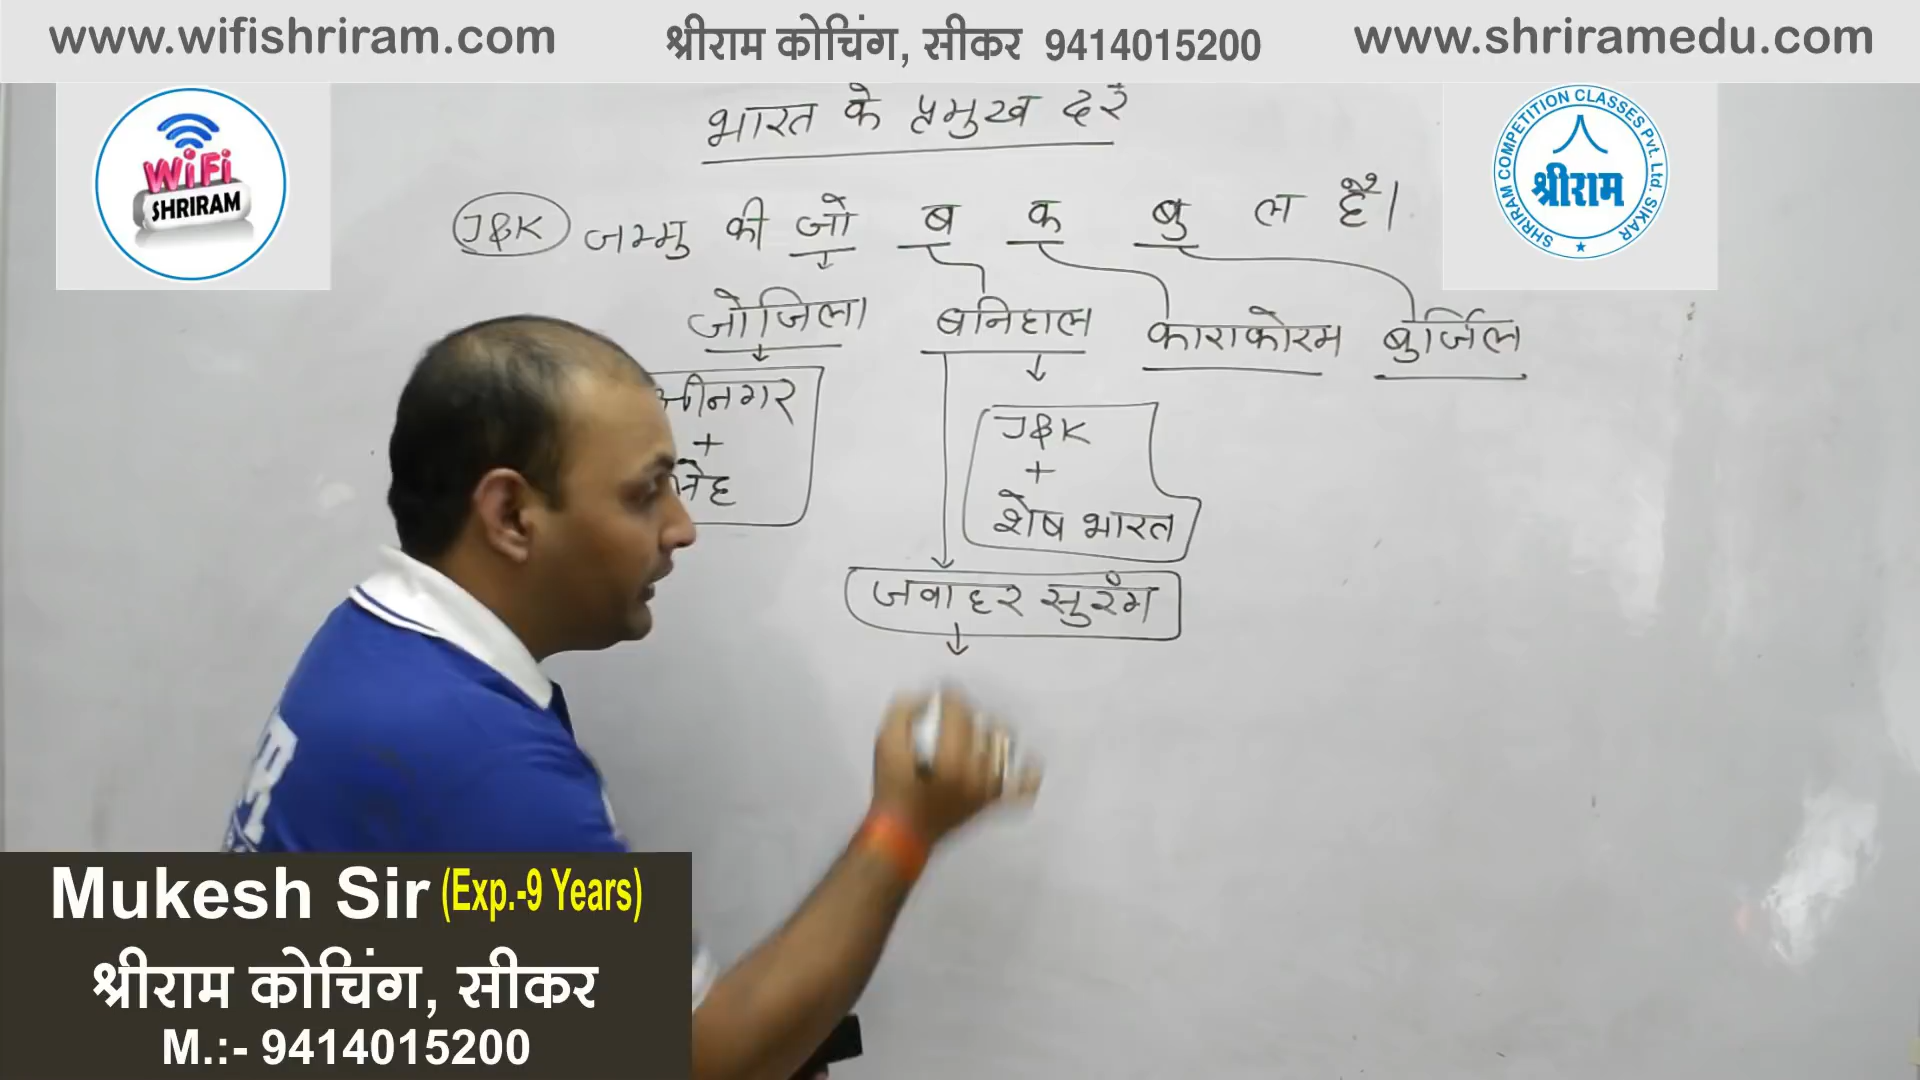 www.wifishriram.com
श्रीराम कोचिंग, सीकर 9414015200
www.shriramedu.com
WiFi
SHRIRAM
SHRIRAM COMPETITION CLASSES Pvt. Ltd. SIKAR
श्रीराम
भारत के प्रमुख दर्रे
J&K जम्मु की जो ब क बु ल है।
जोजिला बनिहाल काराकोरम बुर्जिल
श्रीनगर
+
लेह
J&K
+
शेष भारत
जवाहर सुरंग
Mukesh Sir (Exp.-9 Years)
श्रीराम कोचिंग, सीकर
M.:- 9414015200